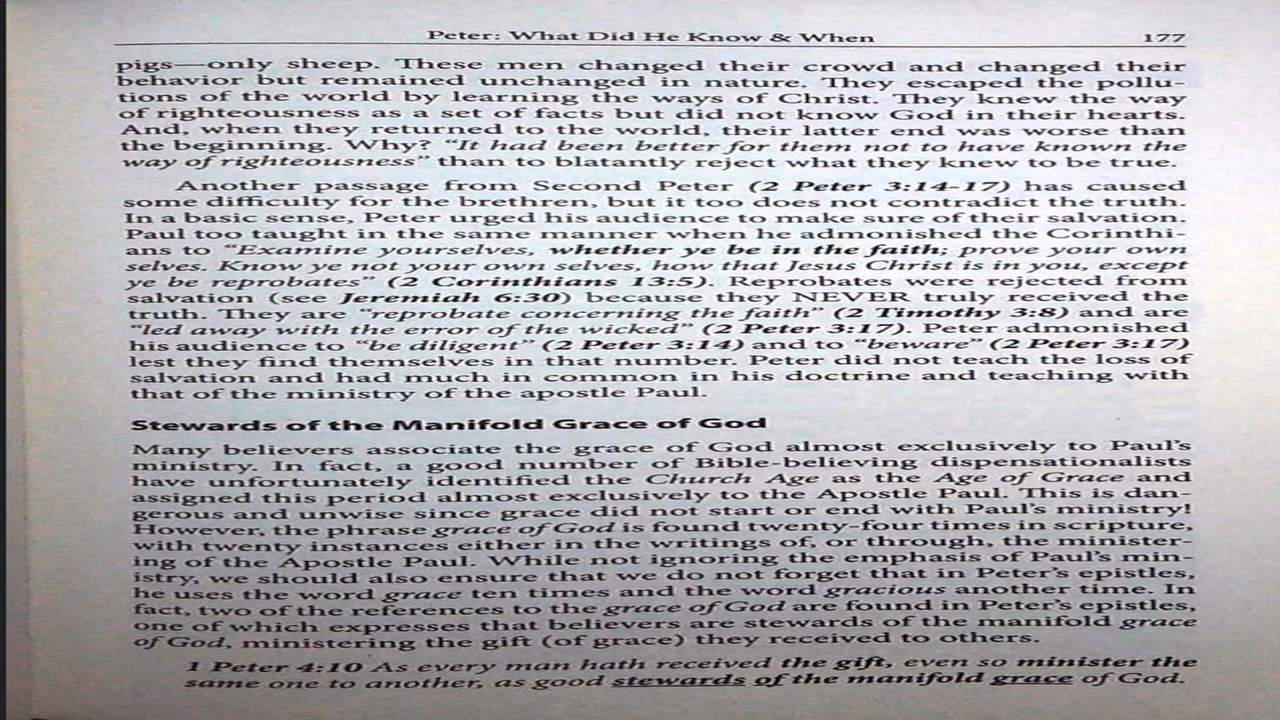 Peter: What Did He Know & When 177
pigs—only sheep. These men changed their crowd and changed their
behavior but remained unchanged in nature. They escaped the pollu-
tions of the world by learning the ways of Christ. They knew the way
of righteousness as a set of facts but did not know God in their hearts.
And, when they returned to the world, their latter end was worse than
the beginning. Why? “It had been better for them not to have known the
way of righteousness” than to blatantly reject what they knew to be true.
Another passage from Second Peter (2 Peter 3:14-17) has caused
some difficulty for the brethren, but it too does not contradict the truth.
In a basic sense, Peter urged his audience to make sure of their salvation.
Paul too taught in the same manner when he admonished the Corinthi-
ans to “Examine yourselves, whether ye be in the faith; prove your own
selves. Know ye not your own selves, how that Jesus Christ is in you, except
ye be reprobates” (2 Corinthians 13:5). Reprobates were rejected from
salvation (see Jeremiah 6:30) because they NEVER truly received the
truth. They are “reprobate concerning the faith” (2 Timothy 3:8) and are
“led away with the error of the wicked” (2 Peter 3:17). Peter admonished
his audience to “be diligent” (2 Peter 3:14) and to “beware” (2 Peter 3:17)
lest they find themselves in that number. Peter did not teach the loss of
salvation and had much in common in his doctrine and teaching with
that of the ministry of the apostle Paul.
Stewards of the Manifold Grace of God
Many believers associate the grace of God almost exclusively to Paul’s
ministry. In fact, a good number of Bible-believing dispensationalists
have unfortunately identified the Church Age as the Age of Grace and
assigned this period almost exclusively to the Apostle Paul. This is dan-
gerous and unwise since grace did not start or end with Paul’s ministry!
However, the phrase grace of God is found twenty-four times in scripture,
with twenty instances either in the writings of, or through, the minister-
ing of the Apostle Paul. While not ignoring the emphasis of Paul’s min-
istry, we should also ensure that we do not forget that in Peter’s epistles,
he uses the word grace ten times and the word gracious another time. In
fact, two of the references to the grace of God are found in Peter’s epistles,
one of which expresses that believers are stewards of the manifold grace
of God, ministering the gift (of grace) they received to others.
1 Peter 4:10 As every man hath received the gift, even so minister the
same one to another, as good stewards of the manifold grace of God.